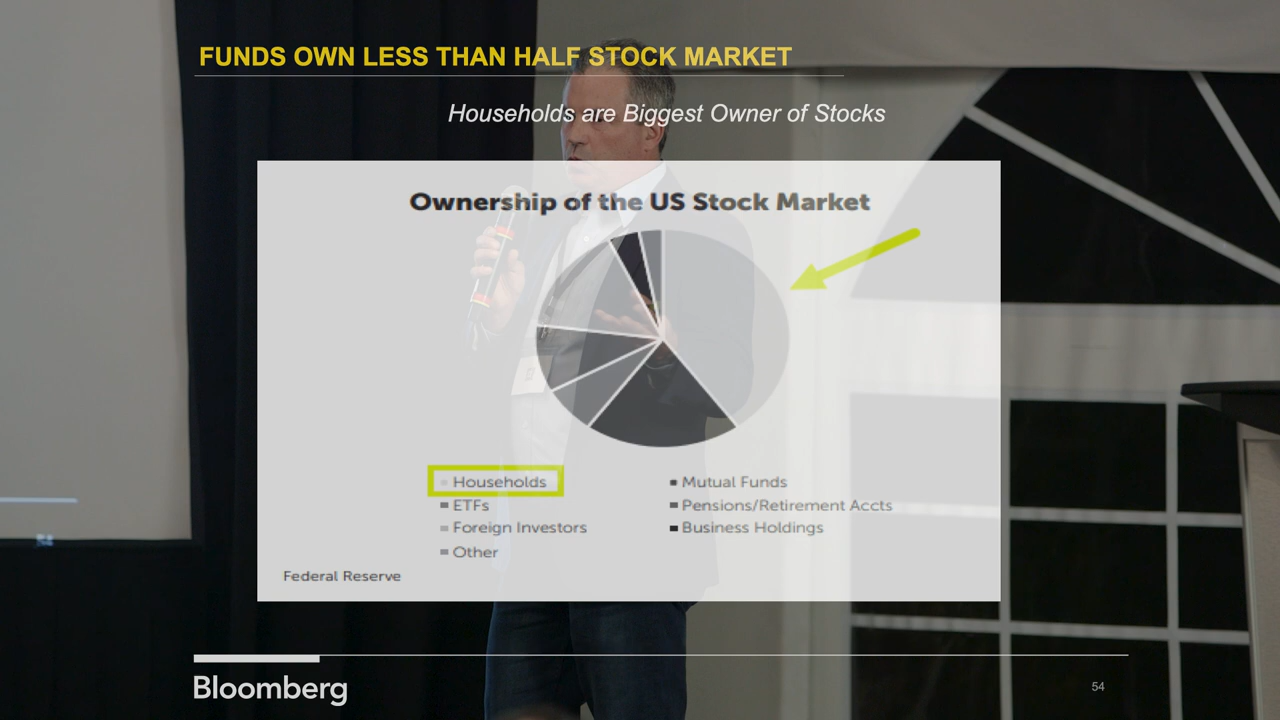 FUNDS OWN LESS THAN HALF STOCK MARKET
Households are Biggest Owner of Stocks
Ownership of the US Stock Market
Households
Mutual Funds
ETFs
Pensions/Retirement Accts
Foreign Investors
Business Holdings
Other
Federal Reserve
Bloomberg
54